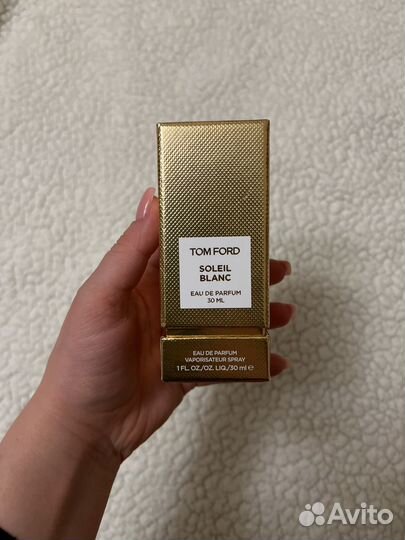 TOM FORD
SOLEIL
BLANC
EAU DE PARFUM
30 ML
EAU DE PARFUM
VAPORISATEUR SPRAY
1 FL. OZ./OZ. LIQ./30 ml ℮
Avito